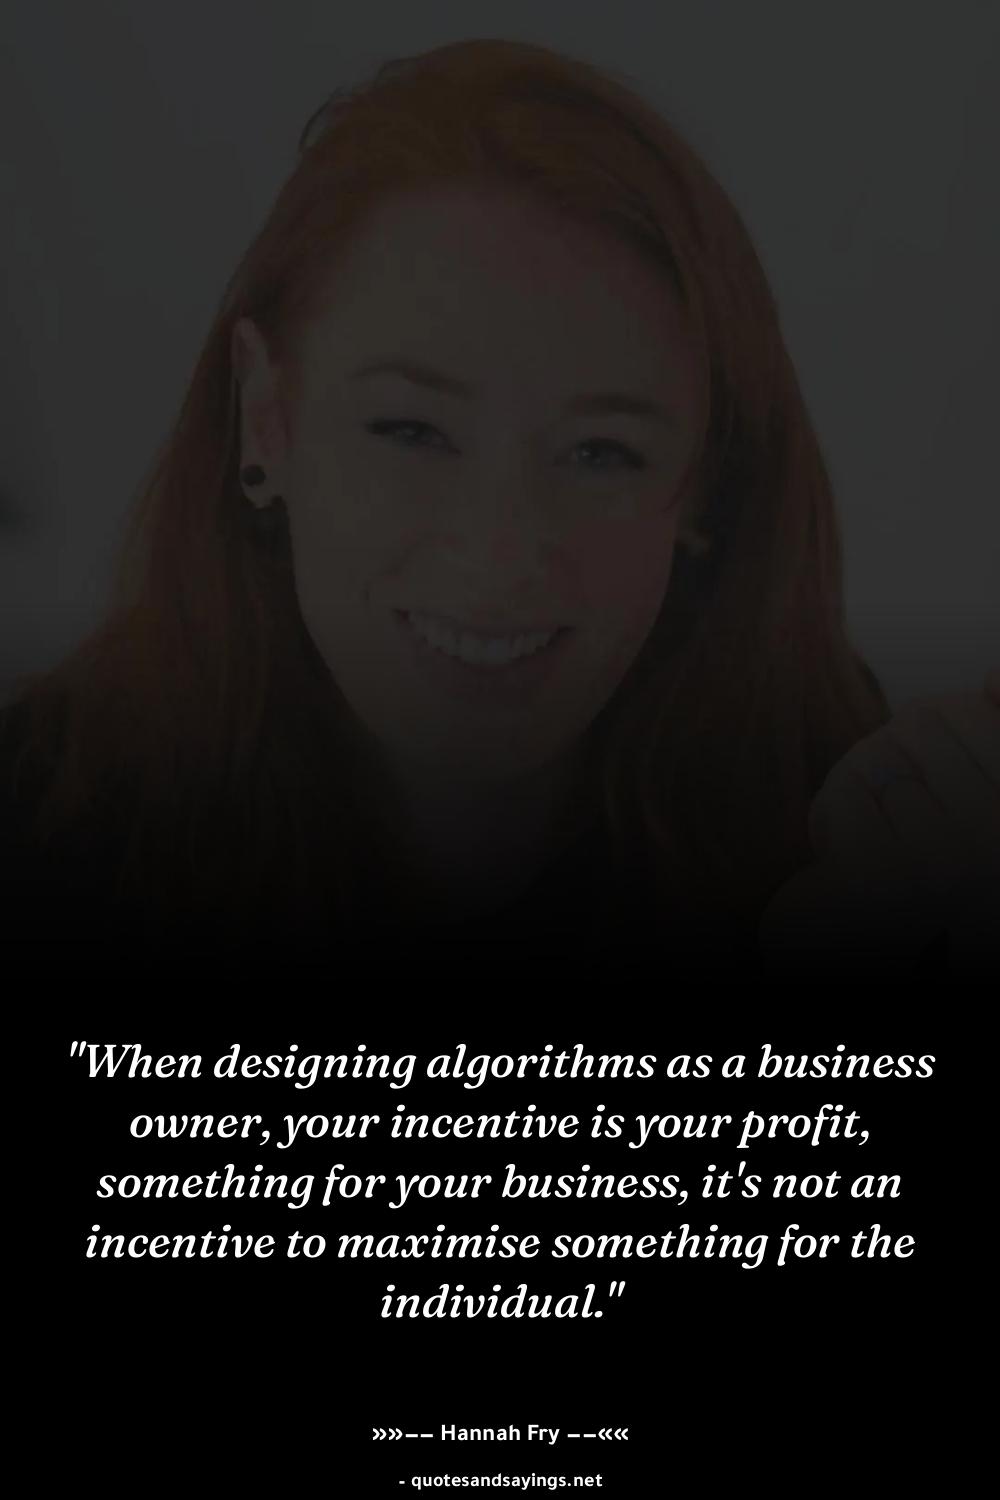 "When designing algorithms as a business
owner, your incentive is your profit,
something for your business, it's not an
incentive to maximise something for the
individual."
»»–– Hannah Fry ––««
- quotesandsayings.net